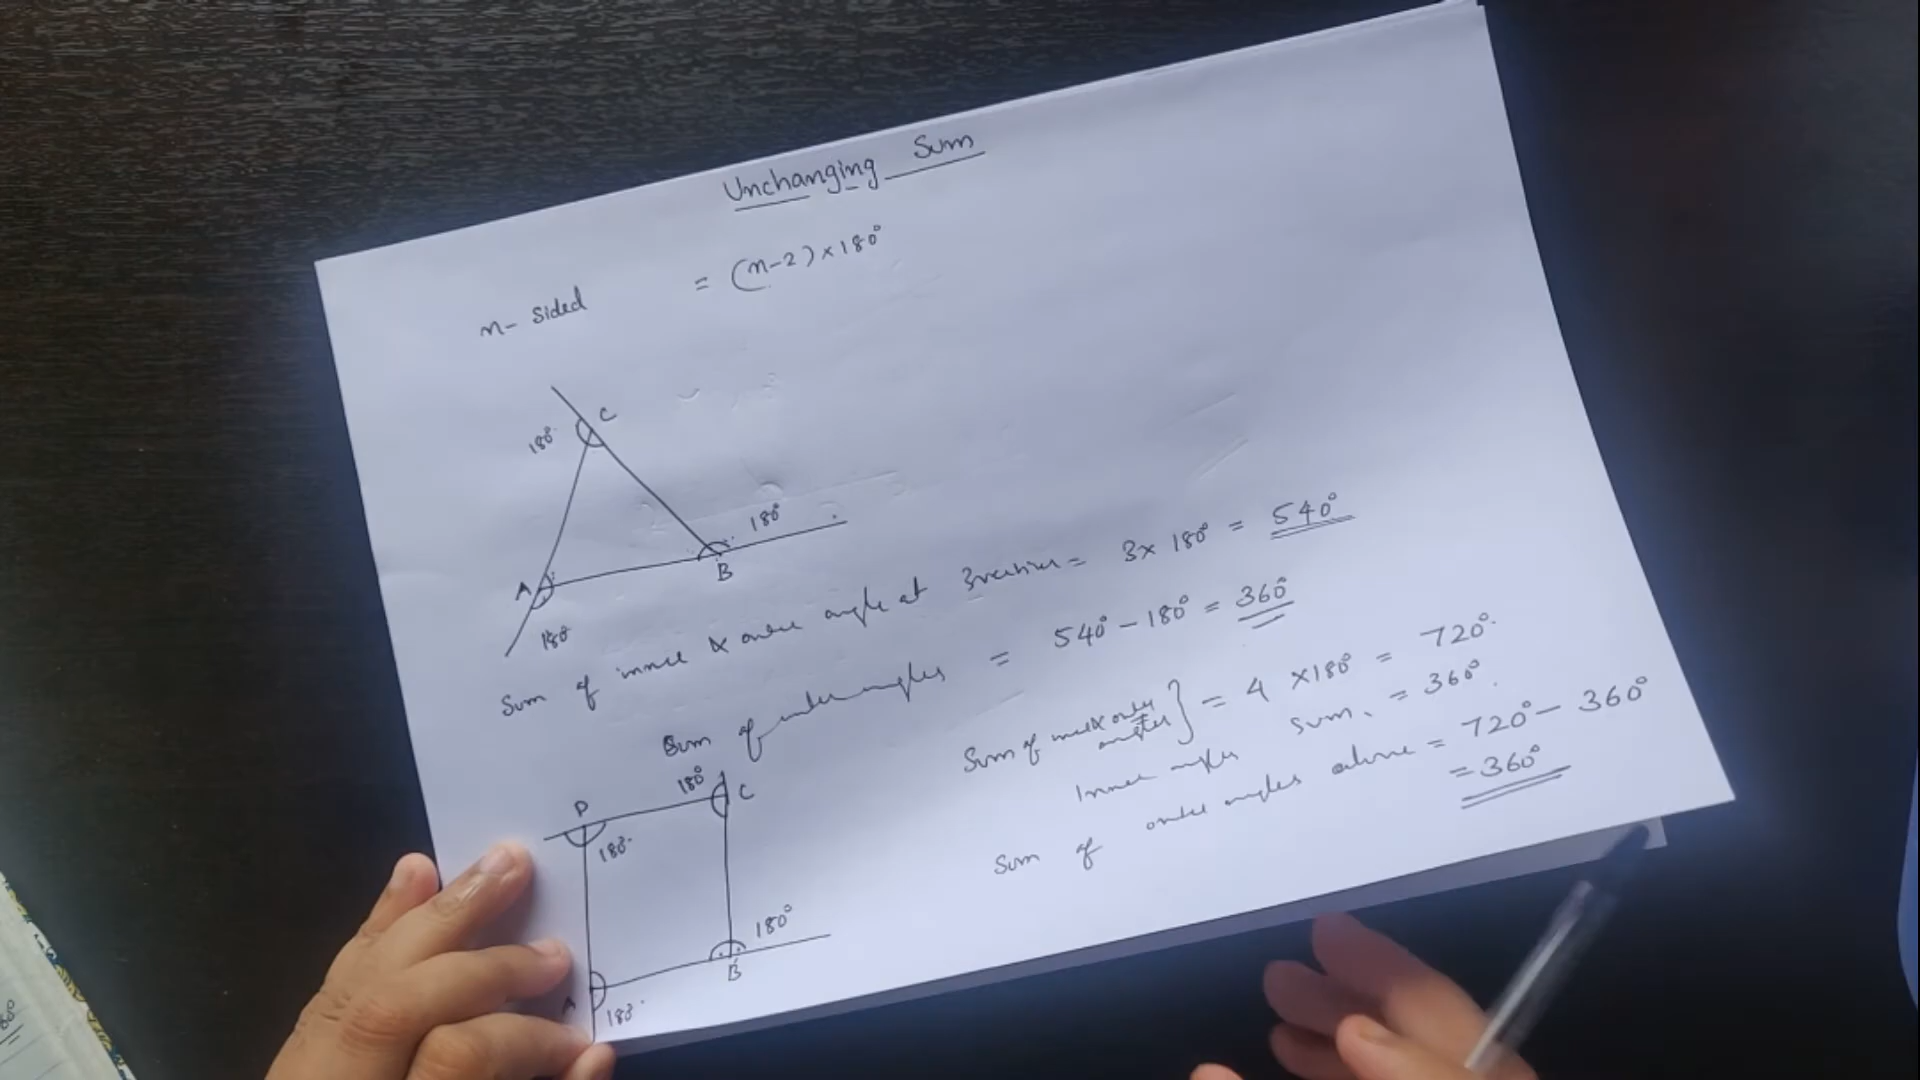 Unchanging Sum
n- sided = (n-2) × 180°
C
180°
180°
A
B
180°
Sum of inner & outer angle at 3 vertices = 3 × 180° = 540°
Sum of outer angles = 540° - 180° = 360°
Sum of inner & outer angles } = 4 × 180° = 720°
Inner angles sum = 360°
Sum of outer angles alone = 720° - 360°
= 360°
D
180°
C
180°
180°
B
A
180°